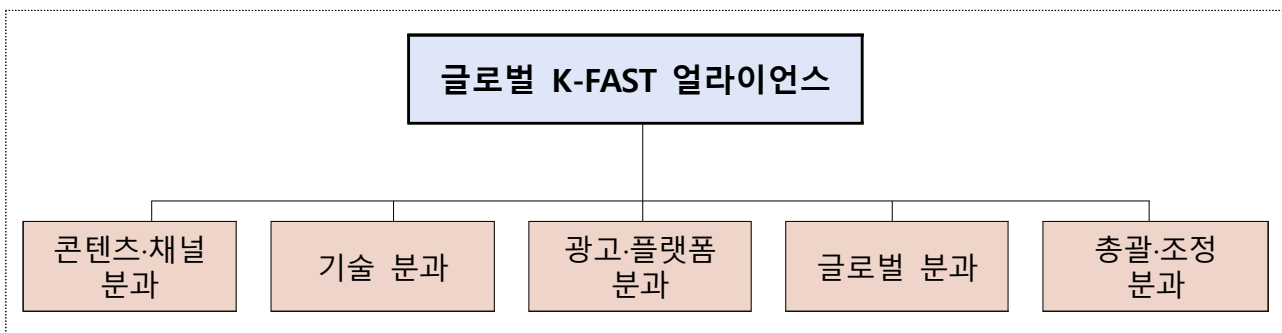 글로벌 K-FAST 얼라이언스
콘텐츠·채널
분과
기술 분과
광고·플랫폼
분과
글로벌 분과
총괄·조정
분과